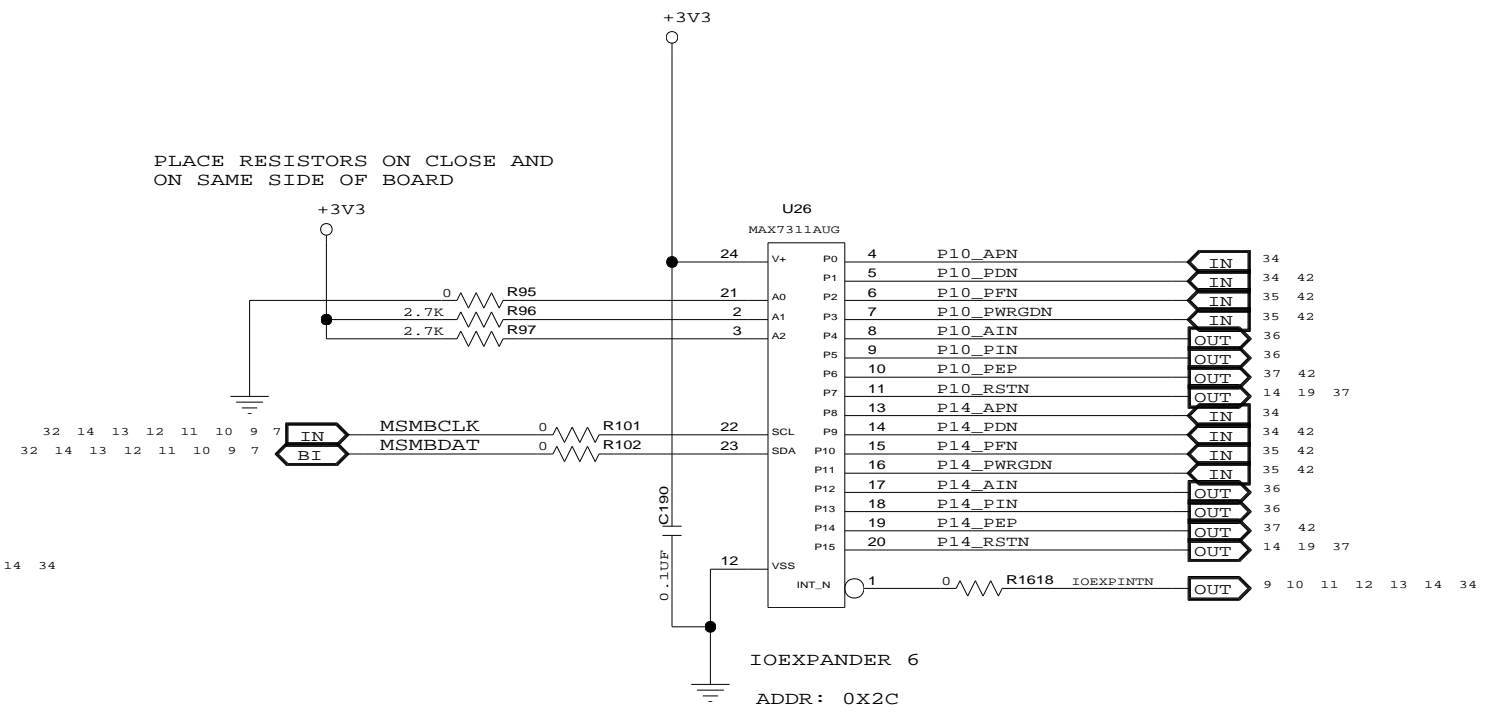 +3V3
PLACE RESISTORS ON CLOSE AND
ON SAME SIDE OF BOARD
+3V3
U26
MAX7311AUG
24 V+ P0 4 P10_APN IN 34
P1 5 P10_PDN IN 34 42
0 R95 21 A0 P2 6 P10_PFN IN 35 42
2.7K R96 2 A1 P3 7 P10_PWRGDN IN 35 42
2.7K R97 3 A2 P4 8 P10_AIN OUT 36
P5 9 P10_PIN OUT 36
P6 10 P10_PEP OUT 37 42
P7 11 P10_RSTN OUT 14 19 37
P8 13 P14_APN IN 34
32 14 13 12 11 10 9 7 IN MSMBCLK 0 R101 22 SCL P9 14 P14_PDN IN 34 42
32 14 13 12 11 10 9 7 BI MSMBDAT 0 R102 23 SDA P10 15 P14_PFN IN 35 42
P11 16 P14_PWRGDN IN 35 42
P12 17 P14_AIN OUT 36
P13 18 P14_PIN OUT 36
C190
P14 19 P14_PEP OUT 37 42
P15 20 P14_RSTN OUT 14 19 37
14 34
0.1UF
12 VSS
INT_N 1 0 R1618 IOEXPINTN OUT 9 10 11 12 13 14 34
IOEXPANDER 6
ADDR: 0X2C